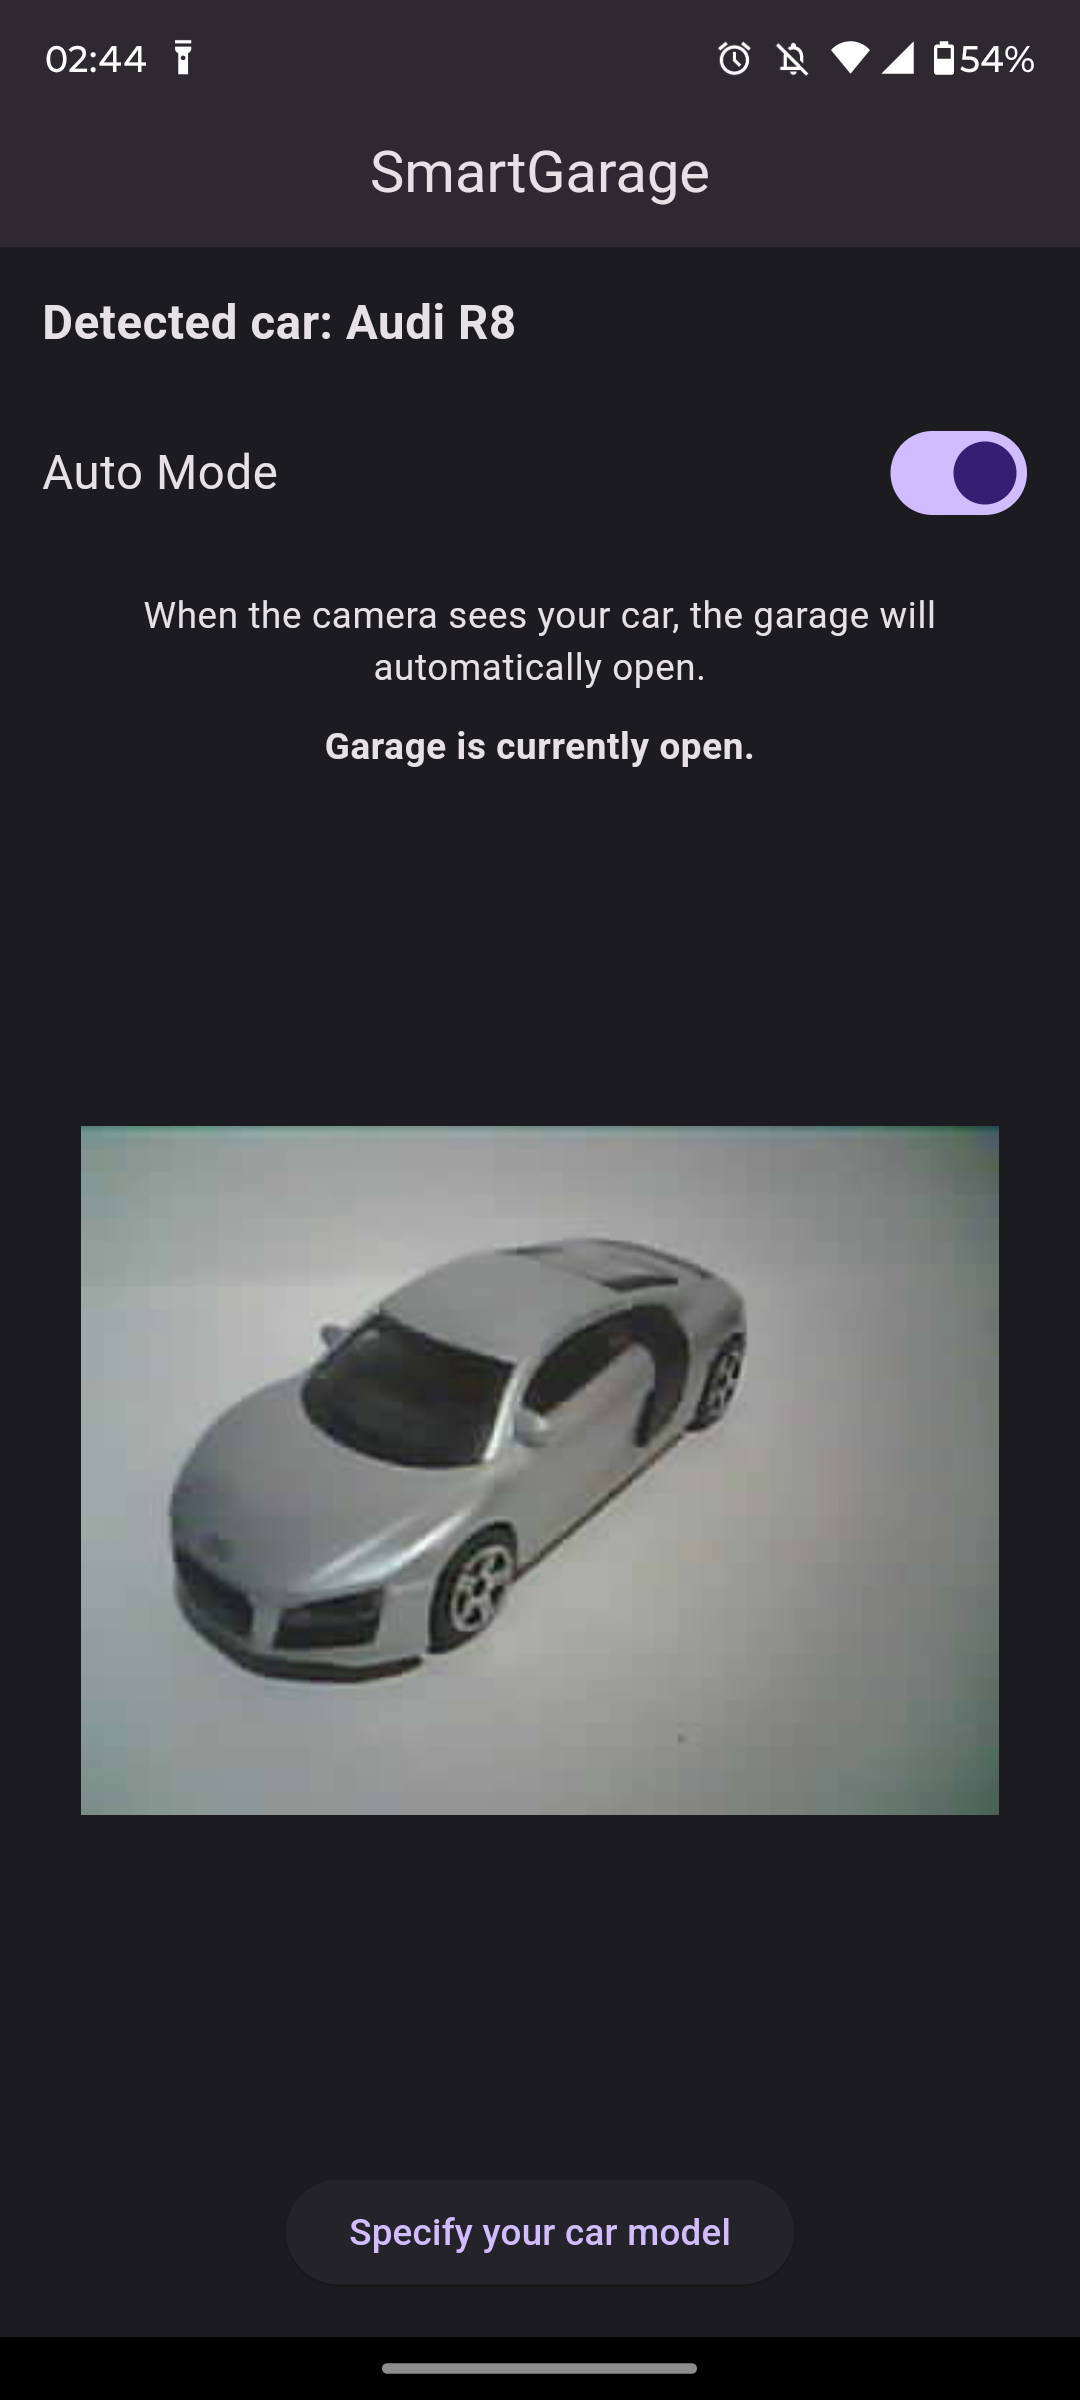 02:44
54%
SmartGarage
Detected car: Audi R8
Auto Mode
When the camera sees your car, the garage will
automatically open.
Garage is currently open.
Specify your car model